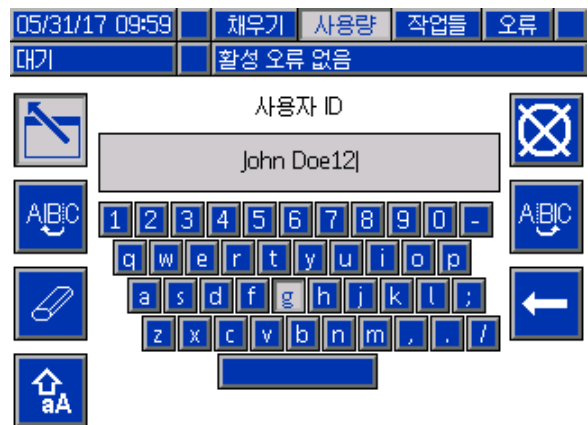 05/31/17 09:59 채우기 사용량 작업들 오류
대기 활성 오류 없음
사용자 ID
John Doe12
ABC ABC
1 2 3 4 5 6 7 8 9 0 -
q w e r t y u i o p
a s d f g h j k l ;
z x c v b n m , . /
aA